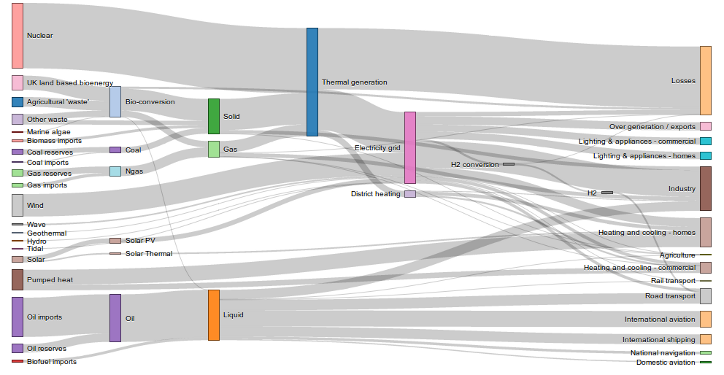 Nuclear
UK land based bioenergy
Agricultural 'waste'
Other waste
Marine algae
Biomass imports
Coal reserves
Coal imports
Gas reserves
Gas imports
Wind
Wave
Geothermal
Hydro
Tidal
Solar
Pumped heat
Oil imports
Oil reserves
Biofuel imports
Bio-conversion
Coal
Ngas
Solar PV
Solar Thermal
Oil
Solid
Gas
Liquid
Thermal generation
Electricity grid
District heating
H2 conversion
H2
Losses
Over generation / exports
Lighting & appliances - commercial
Lighting & appliances - homes
Industry
Heating and cooling - homes
Agriculture
Heating and cooling - commercial
Rail transport
Road transport
International aviation
International shipping
National navigation
Domestic aviation